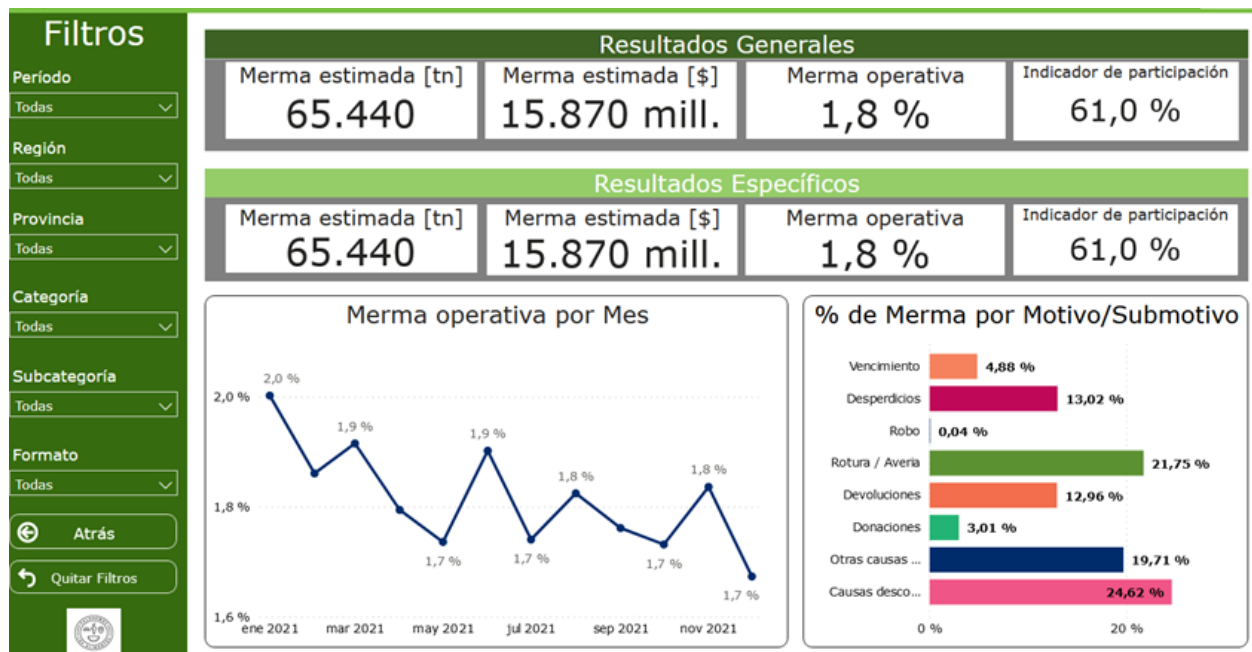 Filtros
Período
Todas
Región
Todas
Provincia
Todas
Categoría
Todas
Subcategoría
Todas
Formato
Todas
Atrás
Quitar Filtros
Resultados Generales
Merma estimada [tn]
65.440
Merma estimada [$]
15.870 mill.
Merma operativa
1,8 %
Indicador de participación
61,0 %
Resultados Específicos
Merma estimada [tn]
65.440
Merma estimada [$]
15.870 mill.
Merma operativa
1,8 %
Indicador de participación
61,0 %
Merma operativa por Mes
2,0 %
1,8 %
1,6 %
2,0 %
1,9 %
1,7 %
1,9 %
1,7 %
1,8 %
1,7 %
1,8 %
1,7 %
ene 2021 mar 2021 may 2021 jul 2021 sep 2021 nov 2021
% de Merma por Motivo/Submotivo
Vencimiento 4,88 %
Desperdicios 13,02 %
Robo 0,04 %
Rotura / Averia 21,75 %
Devoluciones 12,96 %
Donaciones 3,01 %
Otras causas ... 19,71 %
Causas desco... 24,62 %
0 % 20 %